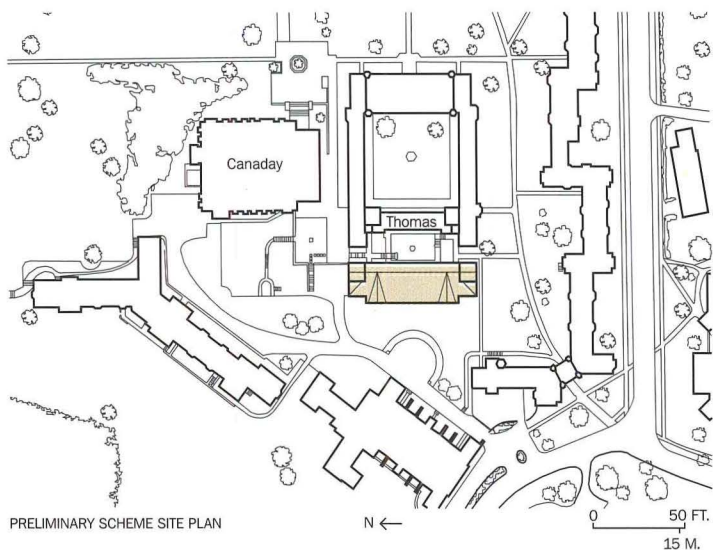 Canaday
Thomas
PRELIMINARY SCHEME SITE PLAN
N
0 50 FT.
15 M.